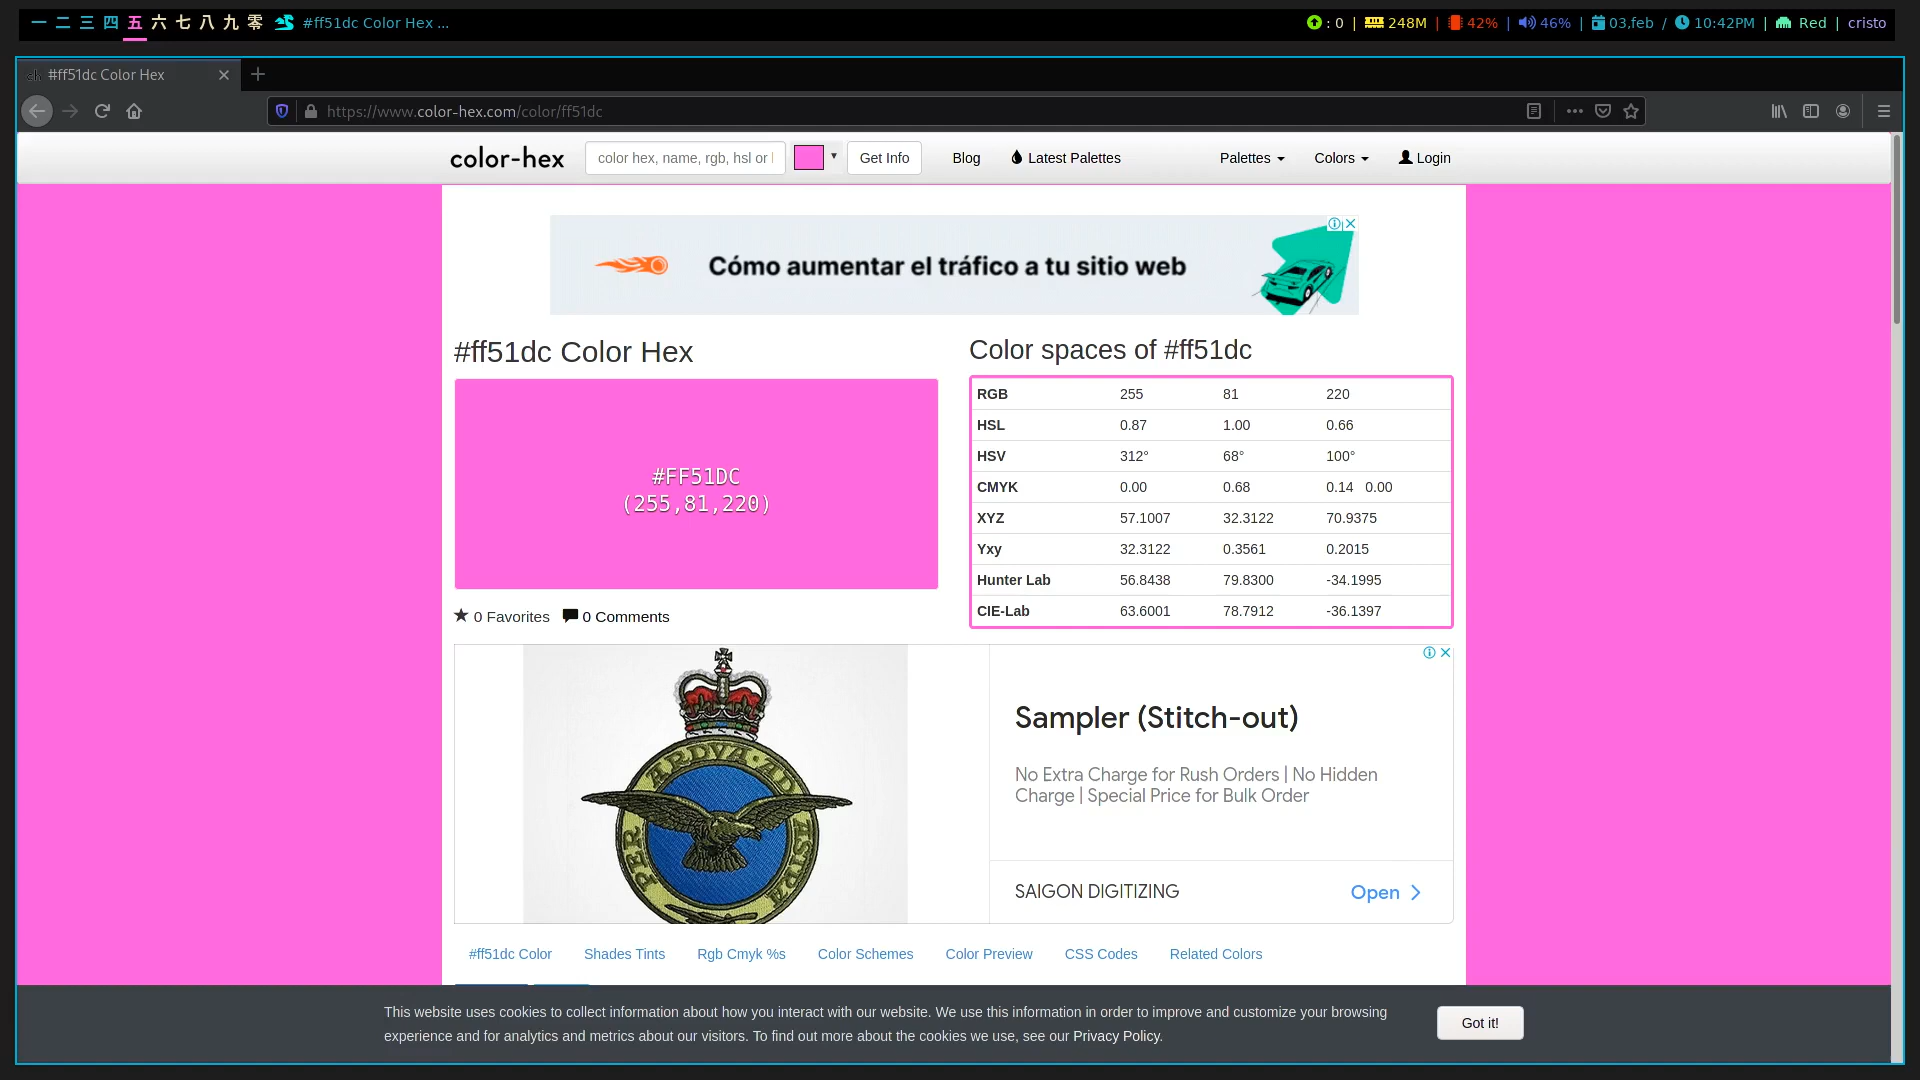 一 二 三 四 五 六 七 八 九 零 #ff51dc Color Hex ...
: 0 | 248M | 42% | 46% | 03,feb / 10:42PM | Red | cristo
#ff51dc Color Hex
https://www.color-hex.com/color/ff51dc
color-hex
color hex, name, rgb, hsl or
Get Info
Blog
Latest Palettes
Palettes
Colors
Login
Cómo aumentar el tráfico a tu sitio web
#ff51dc Color Hex
#FF51DC
(255,81,220)
0 Favorites 0 Comments
Color spaces of #ff51dc
RGB 255 81 220
HSL 0.87 1.00 0.66
HSV 312° 68° 100°
CMYK 0.00 0.68 0.14 0.00
XYZ 57.1007 32.3122 70.9375
Yxy 32.3122 0.3561 0.2015
Hunter Lab 56.8438 79.8300 -34.1995
CIE-Lab 63.6001 78.7912 -36.1397
PER ARDVA AD ASTRA
Sampler (Stitch-out)
No Extra Charge for Rush Orders | No Hidden
Charge | Special Price for Bulk Order
SAIGON DIGITIZING
Open
#ff51dc Color
Shades Tints
Rgb Cmyk %s
Color Schemes
Color Preview
CSS Codes
Related Colors
This website uses cookies to collect information about how you interact with our website. We use this information in order to improve and customize your browsing
experience and for analytics and metrics about our visitors. To find out more about the cookies we use, see our Privacy Policy.
Got it!